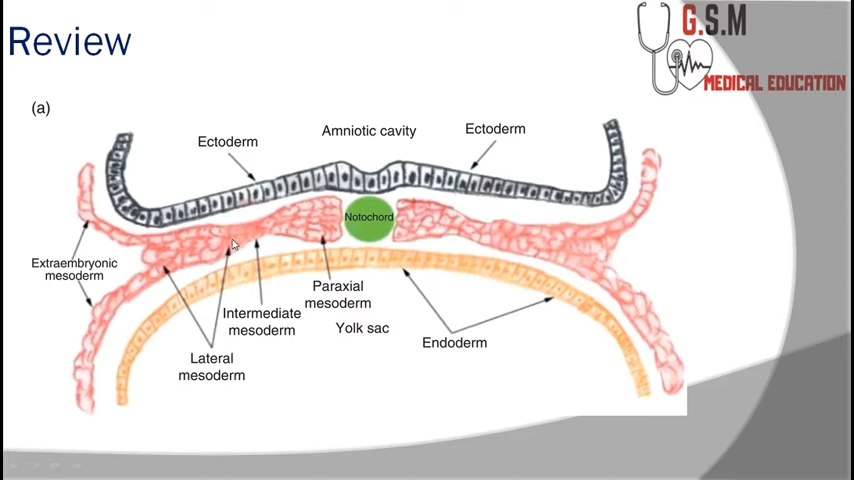 Review
G.S.M
MEDICAL EDUCATION
(a)
Ectoderm
Amniotic cavity
Ectoderm
Notochord
Extraembryonic
mesoderm
Paraxial
mesoderm
Intermediate
mesoderm
Yolk sac
Endoderm
Lateral
mesoderm